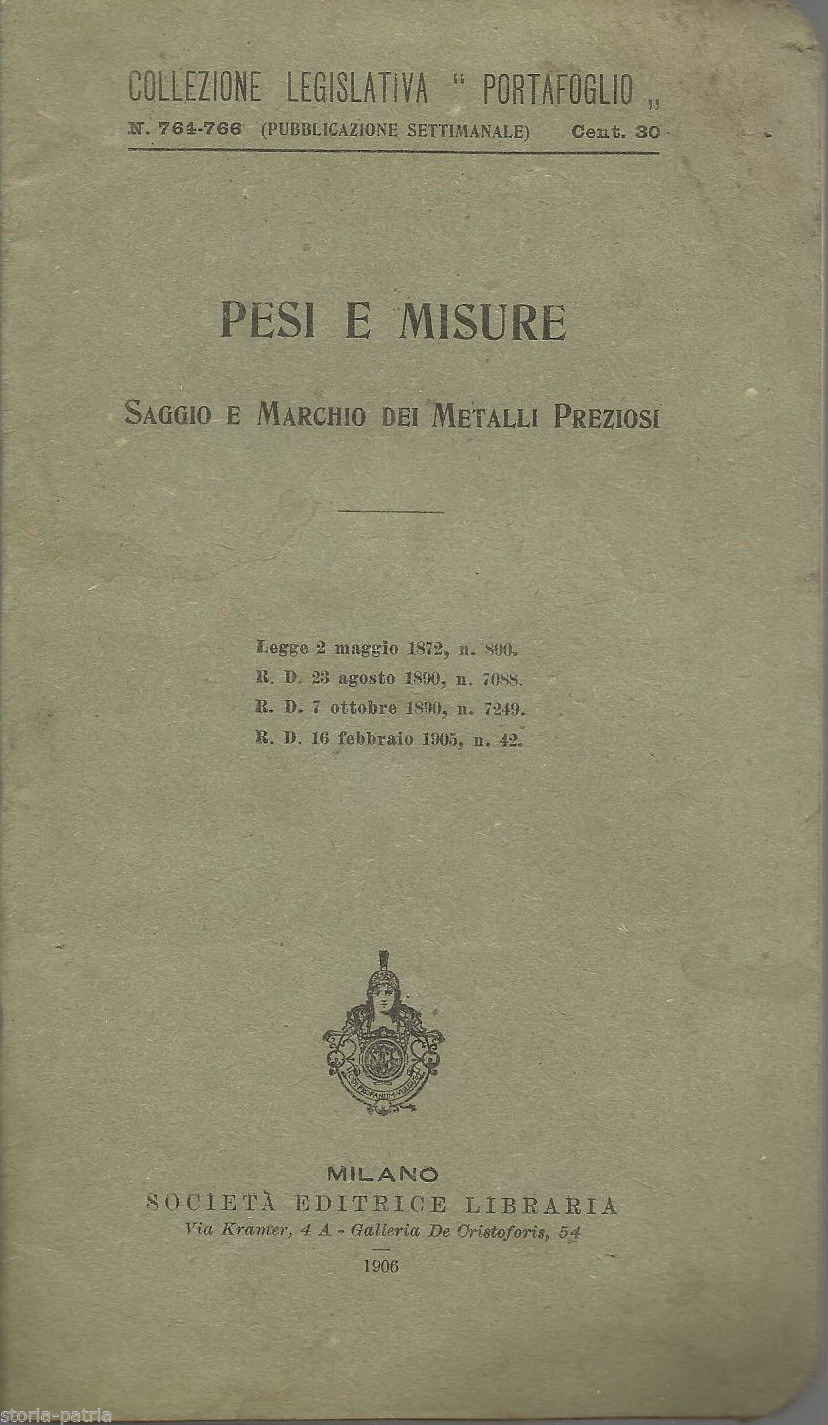 COLLEZIONE LEGISLATIVA “ PORTAFOGLIO „
N. 764-766 (PUBBLICAZIONE SETTIMANALE) Cent. 30
PESI E MISURE
SAGGIO E MARCHIO DEI METALLI PREZIOSI
Legge 2 maggio 1872, n. 806.
R. D. 23 agosto 1890, n. 7088.
R. D. 7 ottobre 1890, n. 7249.
R. D. 16 febbraio 1905, n. 42.
MILANO
SOCIETÀ EDITRICE LIBRARIA
Via Kramer, 4 A. - Galleria De Cristoforis, 54
1906
storia-patria